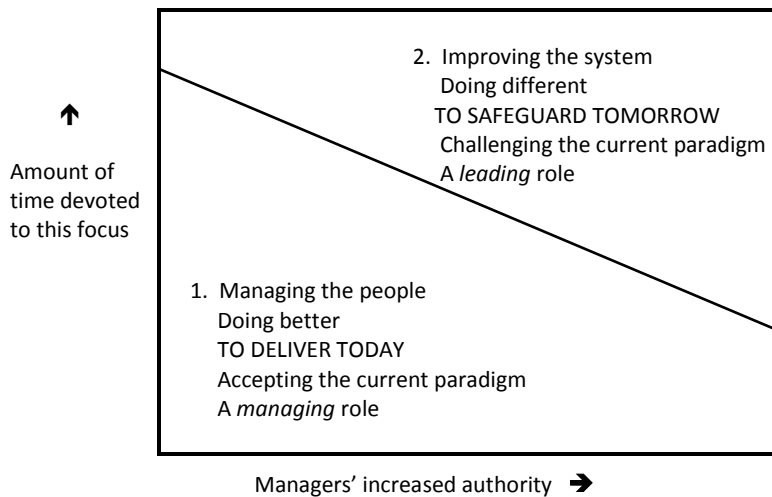 2. Improving the system
Doing different
TO SAFEGUARD TOMORROW
Challenging the current paradigm
A leading role
↑
Amount of
time devoted
to this focus
1. Managing the people
Doing better
TO DELIVER TODAY
Accepting the current paradigm
A managing role
Managers’ increased authority →